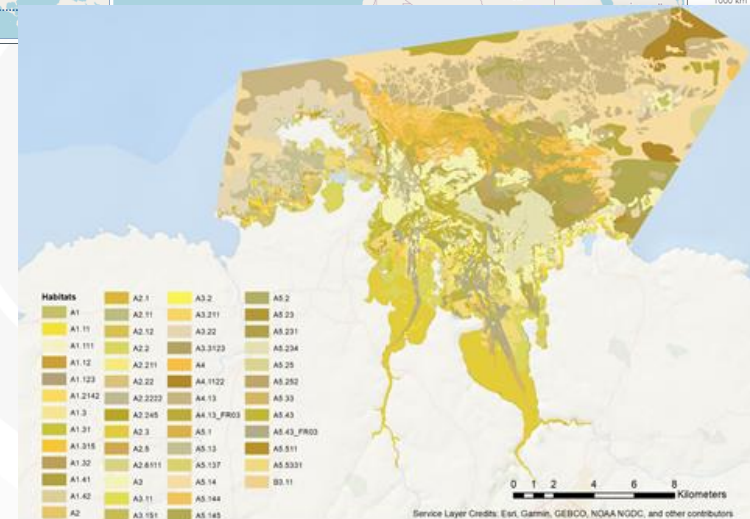 1000 km
Habitats
A1
A1.11
A1.111
A1.12
A1.123
A1.2142
A1.3
A1.31
A1.315
A1.32
A1.41
A1.42
A2
A2.1
A2.11
A2.12
A2.2
A2.211
A2.22
A2.2222
A2.245
A2.3
A2.5
A2.6111
A3
A3.11
A3.151
A3.2
A3.211
A3.22
A3.3123
A4
A4.1122
A4.13
A4.13_FR03
A5.1
A5.13
A5.137
A5.14
A5.144
A5.145
A5.2
A5.23
A5.231
A5.234
A5.25
A5.252
A5.33
A5.43
A5.43_FR03
A5.511
A5.5331
B3.11
0 1 2 4 6 8
Kilometers
Service Layer Credits: Esri, Garmin, GEBCO, NOAA NGDC, and other contributors